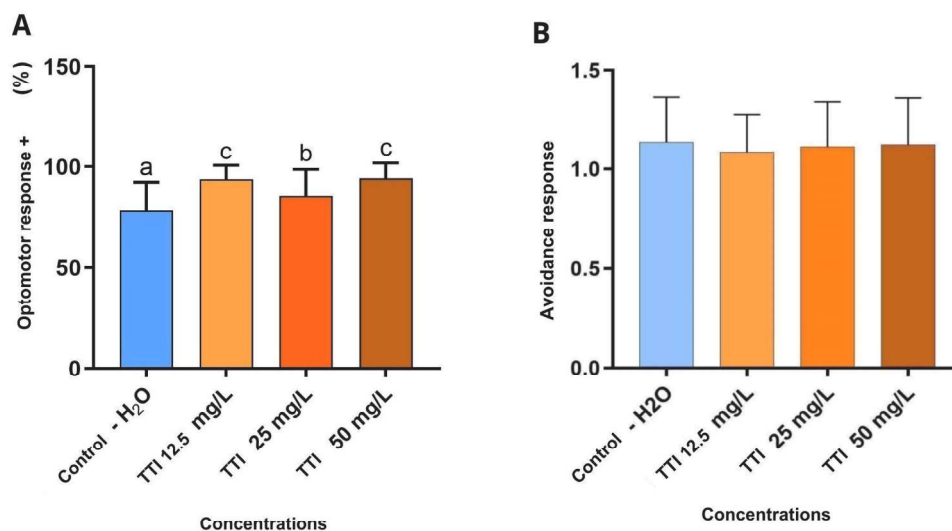 A
Optomotor response + (%)
150
100
50
0
a
c
b
c
Control - H₂O
TTI 12.5 mg/L
TTI 25 mg/L
TTI 50 mg/L
Concentrations
B
Avoidance response
1.5
1.0
0.5
0.0
Control - H2O
TTI 12.5 mg/L
TTI 25 mg/L
TTI 50 mg/L
Concentrations